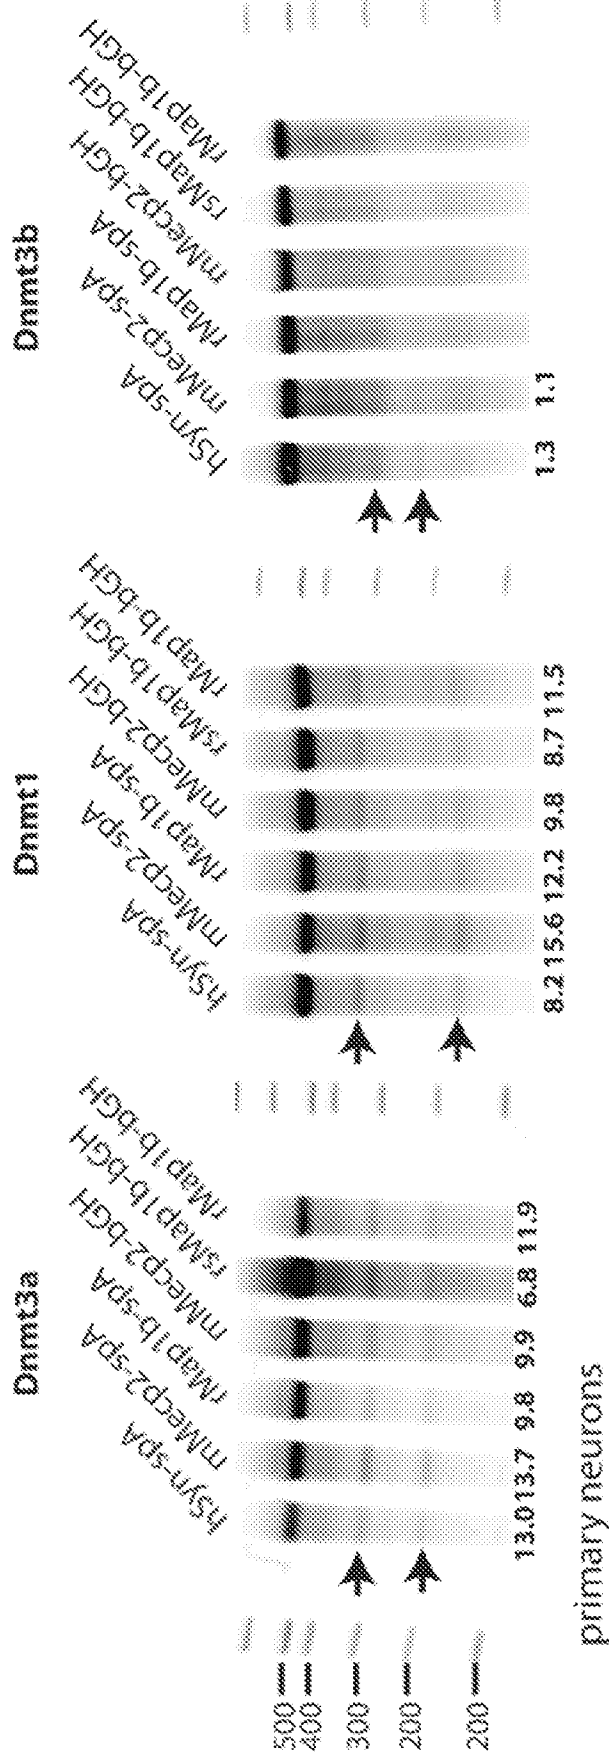 Dnmt3a
hSyn-spA
mMecp2-spA
rMap1b-spA
mMecp2-bGH
rsMap1b-bGH
rMap1b-bGH
500
400
300
200
200
13.0 13.7 9.8 9.9 6.8 11.9
Dnmt1
hSyn-spA
mMecp2-spA
rMap1b-spA
mMecp2-bGH
rsMap1b-bGH
rMap1b-bGH
8.2 15.6 12.2 9.8 8.7 11.5
Dnmt3b
hSyn-spA
mMecp2-spA
rMap1b-spA
mMecp2-bGH
rsMap1b-bGH
rMap1b-bGH
1.3 1.1
primary neurons